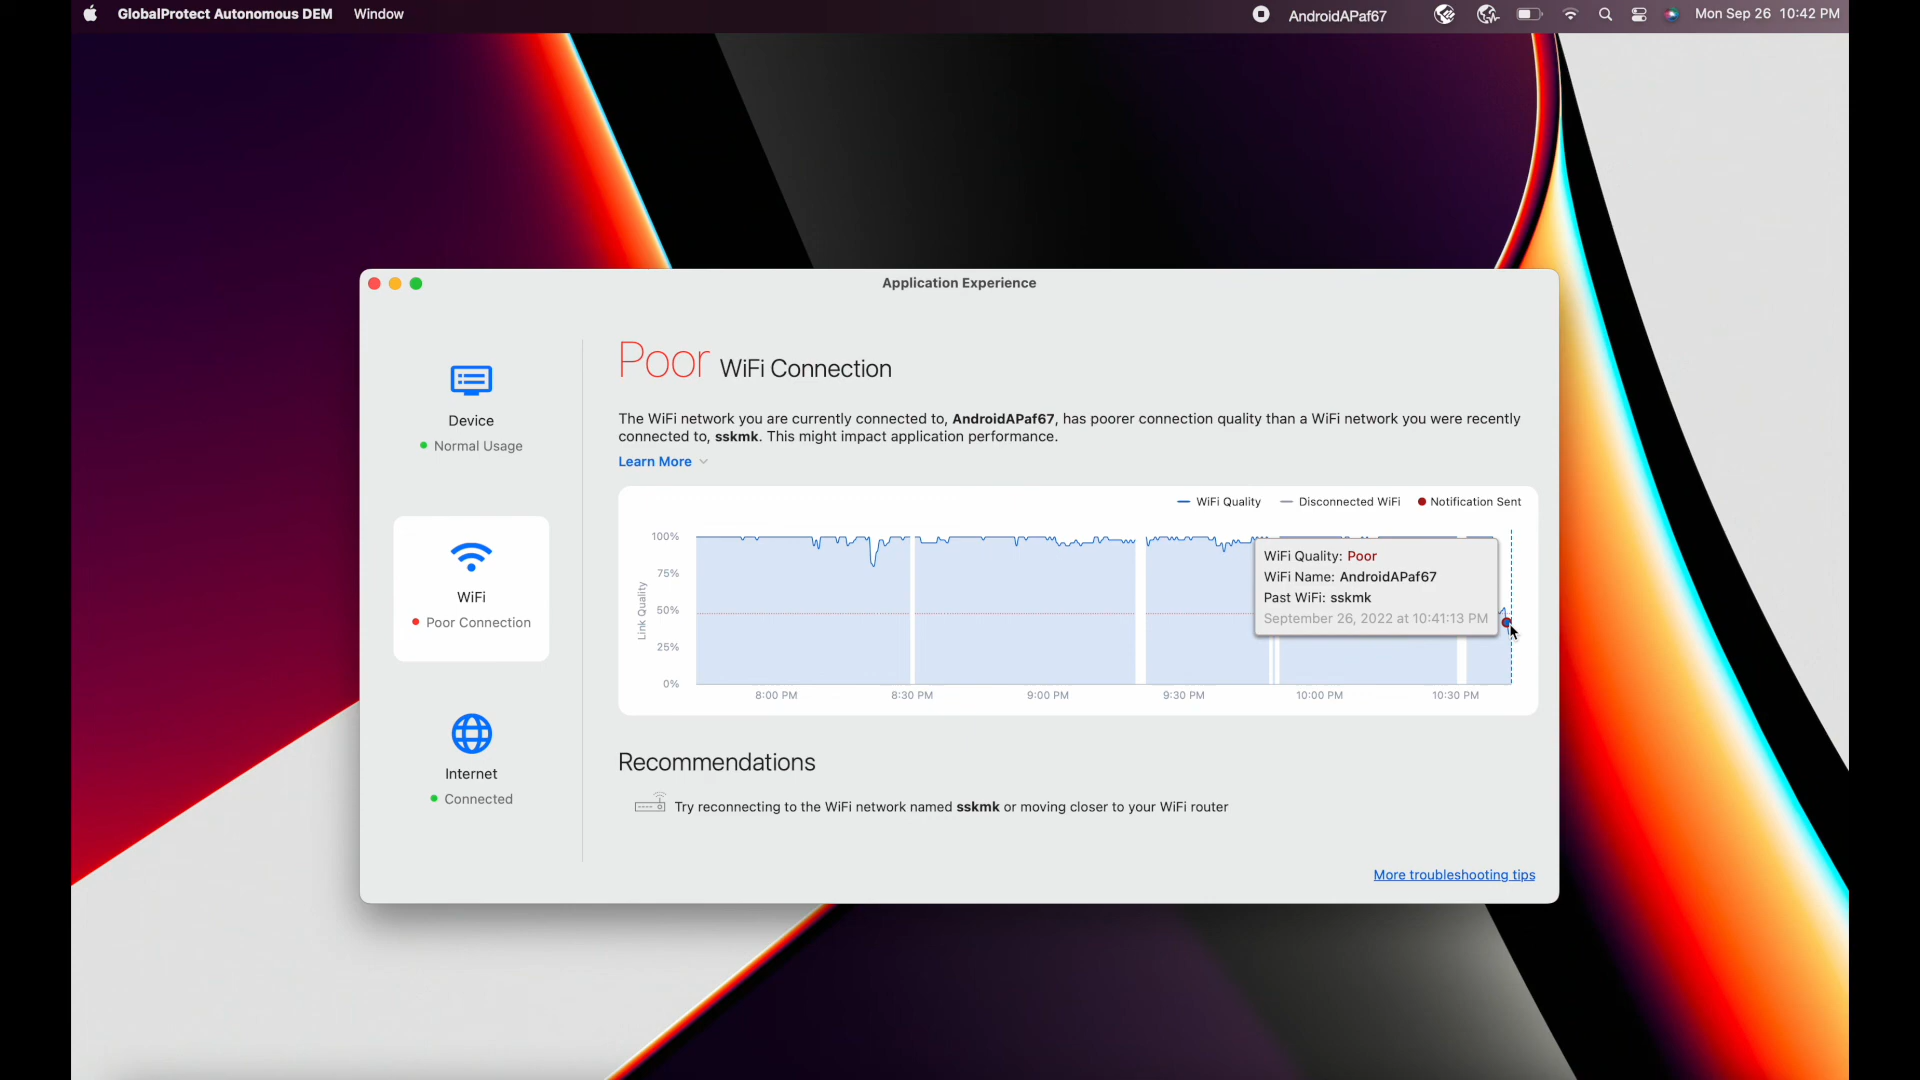 GlobalProtect Autonomous DEM Window AndroidAPaf67 Mon Sep 26 10:42 PM
Application Experience
Device
Normal Usage
WiFi
Poor Connection
Internet
Connected
Poor WiFi Connection
The WiFi network you are currently connected to, AndroidAPaf67, has poorer connection quality than a WiFi network you were recently
connected to, sskmk. This might impact application performance.
Learn More
WiFi Quality Disconnected WiFi Notification Sent
Link Quality
100%
75%
50%
25%
0%
WiFi Quality: Poor
WiFi Name: AndroidAPaf67
Past WiFi: sskmk
September 26, 2022 at 10:41:13 PM
8:00 PM 8:30 PM 9:00 PM 9:30 PM 10:00 PM 10:30 PM
Recommendations
Try reconnecting to the WiFi network named sskmk or moving closer to your WiFi router
More troubleshooting tips